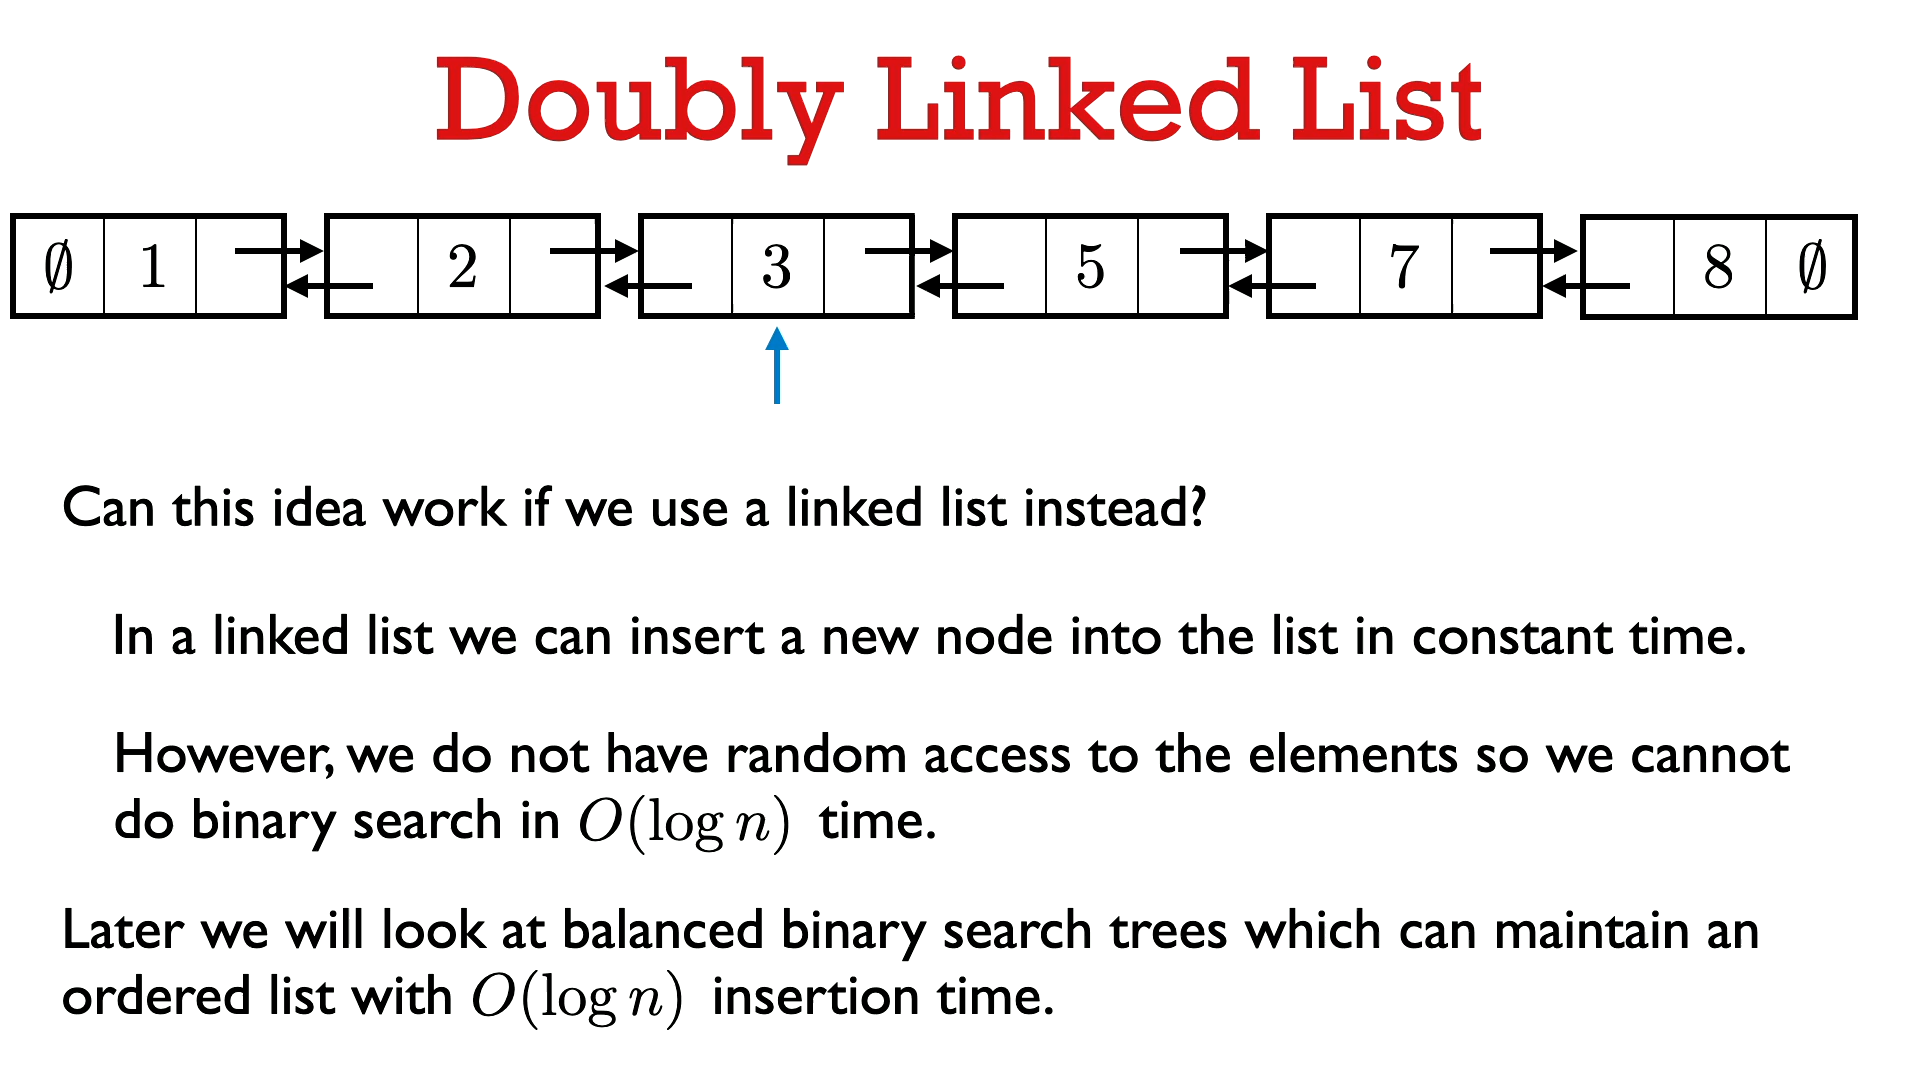 Doubly Linked List
∅ 1 2 3 5 7 8 ∅
Can this idea work if we use a linked list instead?
In a linked list we can insert a new node into the list in constant time.
However, we do not have random access to the elements so we cannot
do binary search in O(log n) time.
Later we will look at balanced binary search trees which can maintain an
ordered list with O(log n) insertion time.